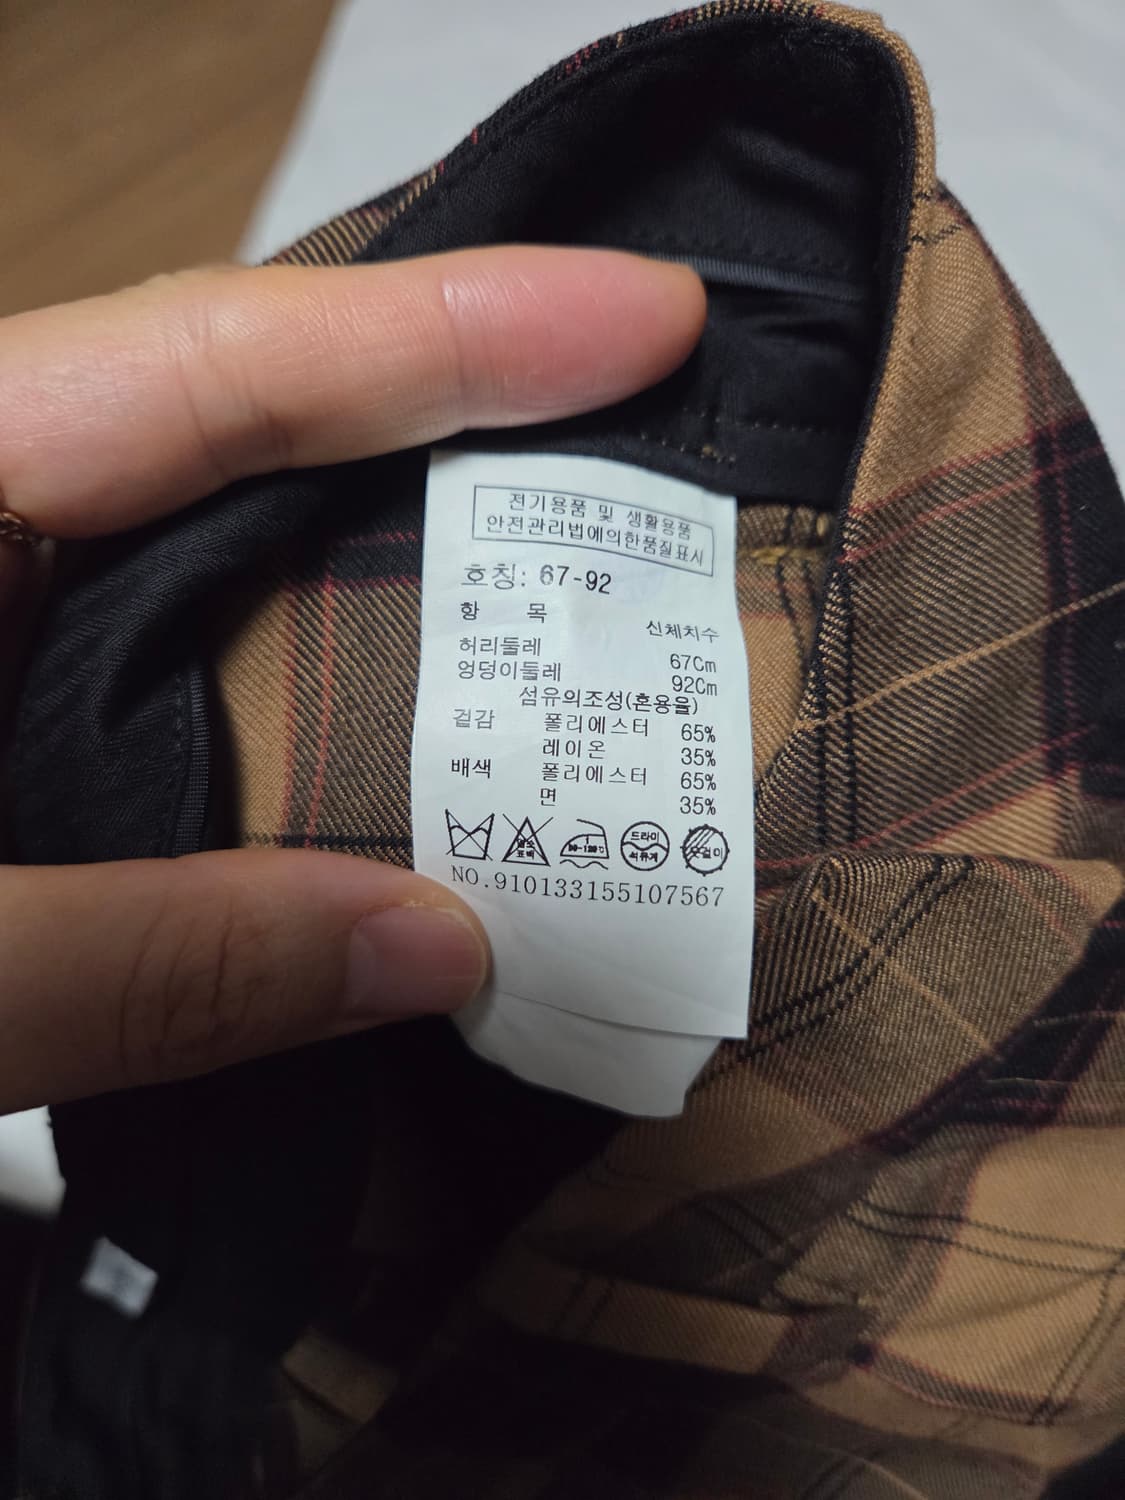 전기용품 및 생활용품
안전관리법에의한품질표시
호칭: 67-92
항 목 신체치수
허리둘레 67Cm
엉덩이둘레 92Cm
섬유의조성(혼용율)
겉감 폴리에스터 65%
레이온 35%
배색 폴리에스터 65%
면 35%
드라이
석유계
옷걸이
NO.910133155107567